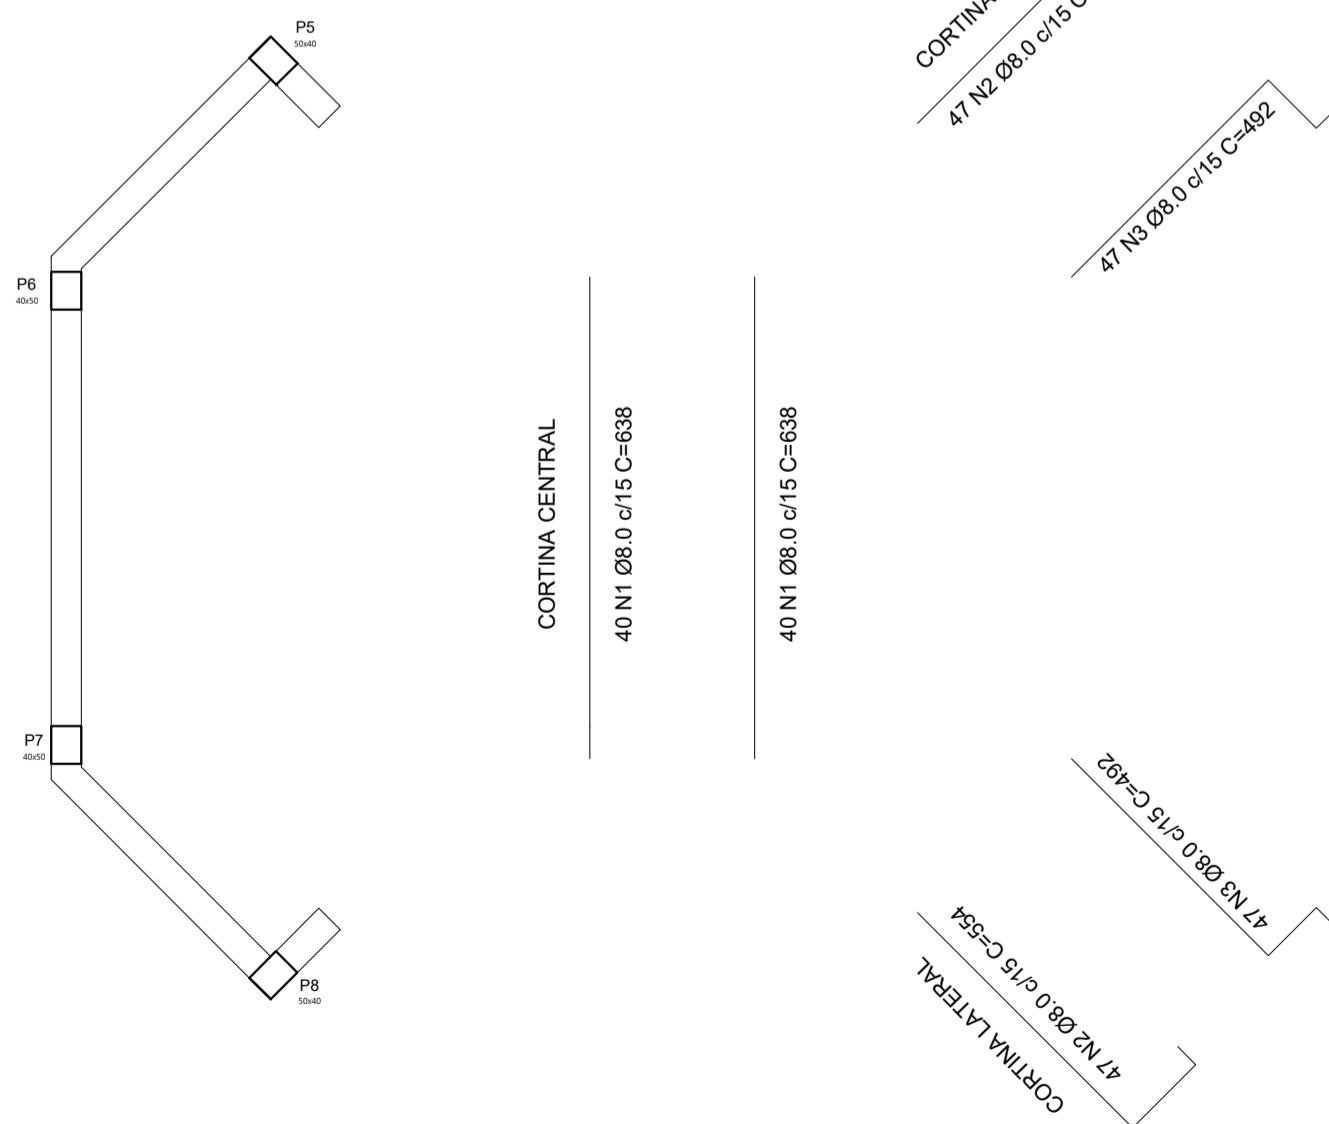 P5
50x40
CORTINA
47 N2 Ø8.0 c/15
47 N3 Ø8.0 c/15 C=492
P6
40x50
CORTINA CENTRAL
40 N1 Ø8.0 c/15 C=638
40 N1 Ø8.0 c/15 C=638
P7
40x50
47 N3 Ø8.0 c/15 C=492
47 N2 Ø8.0 c/15 C=554
CORTINA LATERAL
P8
50x40